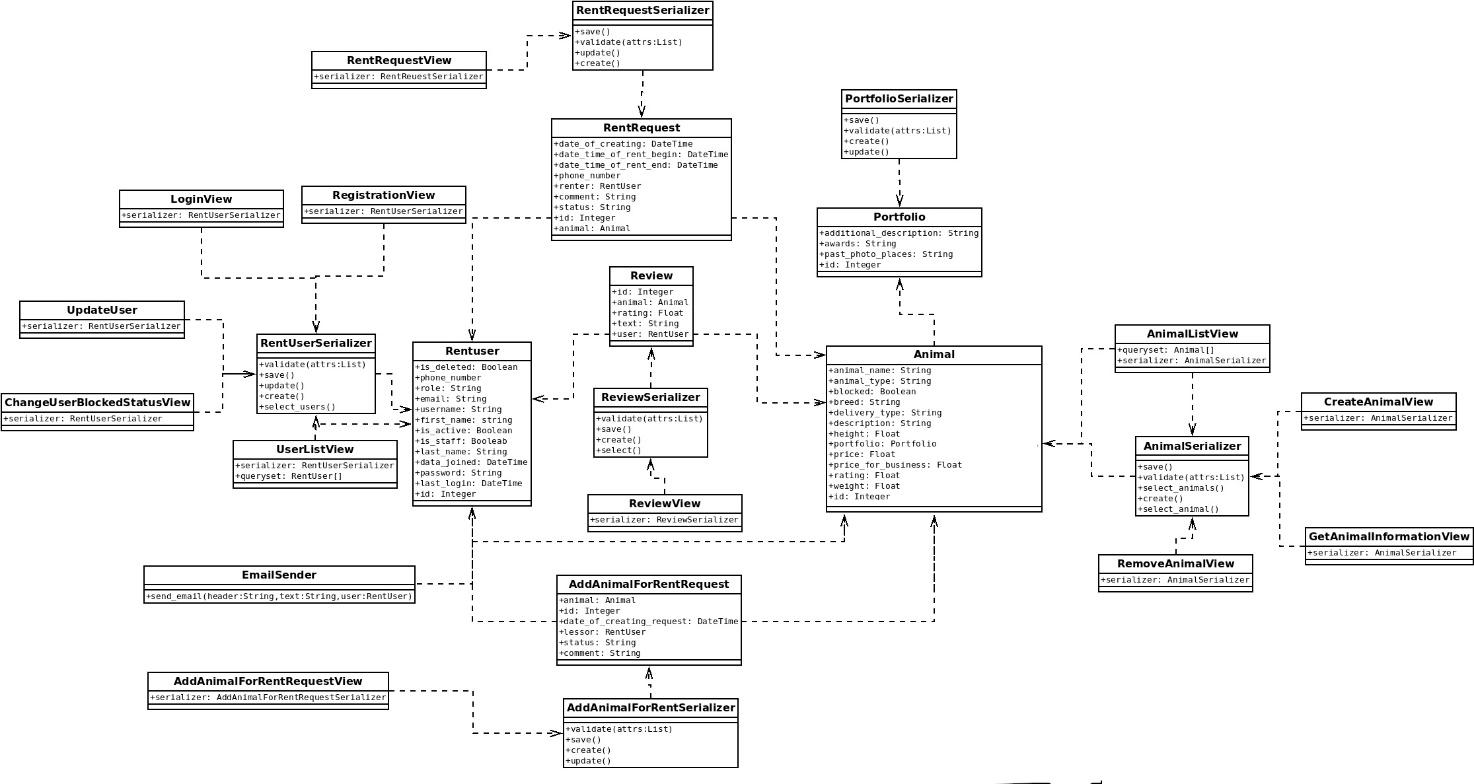 RentRequestSerializer
+save()
+validate(attrs:List)
+update()
+create()
RentRequestView
+serializer: RentReuestSerializer
PortfolioSerializer
+save()
+validate(attrs:List)
+create()
+update()
RentRequest
+date_of_creating: DateTime
+date_time_of_rent_begin: DateTime
+date_time_of_rent_end: DateTime
+phone_number
+renter: RentUser
+comment: String
+status: String
+id: Integer
+animal: Animal
LoginView
+serializer: RentUserSerializer
RegistrationView
+serializer: RentUserSerializer
Portfolio
+additional_description: String
+awards: String
+past_photo_places: String
+id: Integer
Review
+id: Integer
+animal: Animal
+rating: Float
+text: String
+user: RentUser
UpdateUser
+serializer: RentUserSerializer
RentUserSerializer
+validate(attrs:List)
+save()
+update()
+create()
+select_users()
Rentuser
+is_deleted: Boolean
+phone_number
+role: String
+email: String
+username: String
+first_name: string
+is_active: Boolean
+is_staff: Booleab
+last_name: String
+data_joined: DateTime
+password: String
+last_login: DateTime
+id: Integer
Animal
+animal_name: String
+animal_type: String
+blocked: Boolean
+breed: String
+delivery_type: String
+description: String
+height: Float
+portfolio: Portfolio
+price: Float
+price_for_business: Float
+rating: Float
+weight: Float
+id: Integer
AnimalListView
+queryset: Animal[]
+serializer: AnimalSerializer
ChangeUserBlockedStatusView
+serializer: RentUserSerializer
ReviewSerializer
+validate(attrs:List)
+save()
+create()
+select()
CreateAnimalView
+serializer: AnimalSerializer
UserListView
+serializer: RentUserSerializer
+queryset: RentUser[]
AnimalSerializer
+save()
+validate(attrs:List)
+select_animals()
+create()
+select_animal()
ReviewView
+serializer: ReviewSerializer
GetAnimalInformationView
+serializer: AnimalSerializer
RemoveAnimalView
+serializer: AnimalSerializer
EmailSender
+send_email(header:String,text:String,user:RentUser)
AddAnimalForRentRequest
+animal: Animal
+id: Integer
+date_of_creating_request: DateTime
+lessor: RentUser
+status: String
+comment: String
AddAnimalForRentRequestView
+serializer: AddAnimalForRentRequestSerializer
AddAnimalForRentSerializer
+validate(attrs:List)
+save()
+create()
+update()